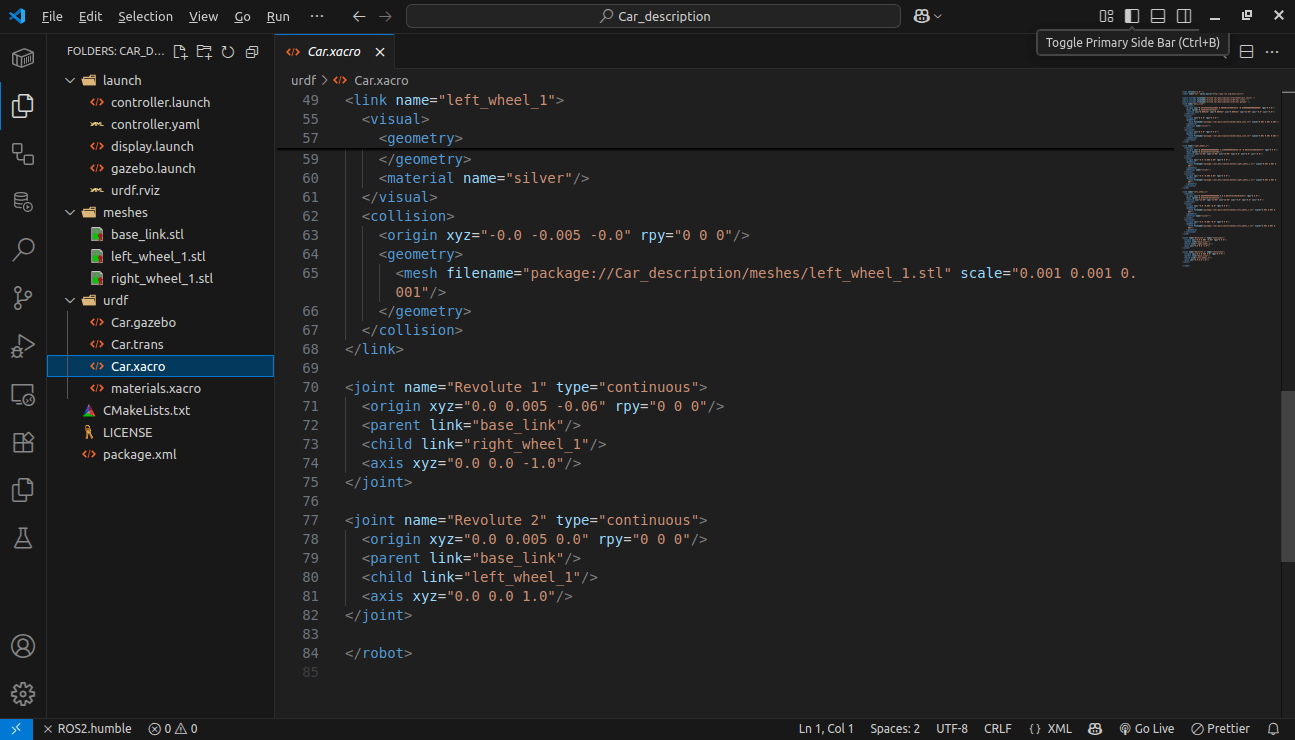 File Edit Selection View Go Run ··· Car_description
Toggle Primary Side Bar (Ctrl+B)
FOLDERS: CAR_D...
launch
controller.launch
controller.yaml
display.launch
gazebo.launch
urdf.rviz
meshes
base_link.stl
left_wheel_1.stl
right_wheel_1.stl
urdf
Car.gazebo
Car.trans
Car.xacro
materials.xacro
CMakeLists.txt
LICENSE
package.xml
Car.xacro
urdf > Car.xacro
49 <link name="left_wheel_1">
55 <visual>
57 <geometry>
59 </geometry>
60 <material name="silver"/>
61 </visual>
62 <collision>
63 <origin xyz="-0.0 -0.005 -0.0" rpy="0 0 0"/>
64 <geometry>
65 <mesh filename="package://Car_description/meshes/left_wheel_1.stl" scale="0.001 0.001 0.
001"/>
66 </geometry>
67 </collision>
68 </link>
69
70 <joint name="Revolute 1" type="continuous">
71 <origin xyz="0.0 0.005 -0.06" rpy="0 0 0"/>
72 <parent link="base_link"/>
73 <child link="right_wheel_1"/>
74 <axis xyz="0.0 0.0 -1.0"/>
75 </joint>
76
77 <joint name="Revolute 2" type="continuous">
78 <origin xyz="0.0 0.005 0.0" rpy="0 0 0"/>
79 <parent link="base_link"/>
80 <child link="left_wheel_1"/>
81 <axis xyz="0.0 0.0 1.0"/>
82 </joint>
83
84 </robot>
85
ROS2.humble 0 0 Ln 1, Col 1 Spaces: 2 UTF-8 CRLF {} XML Go Live Prettier